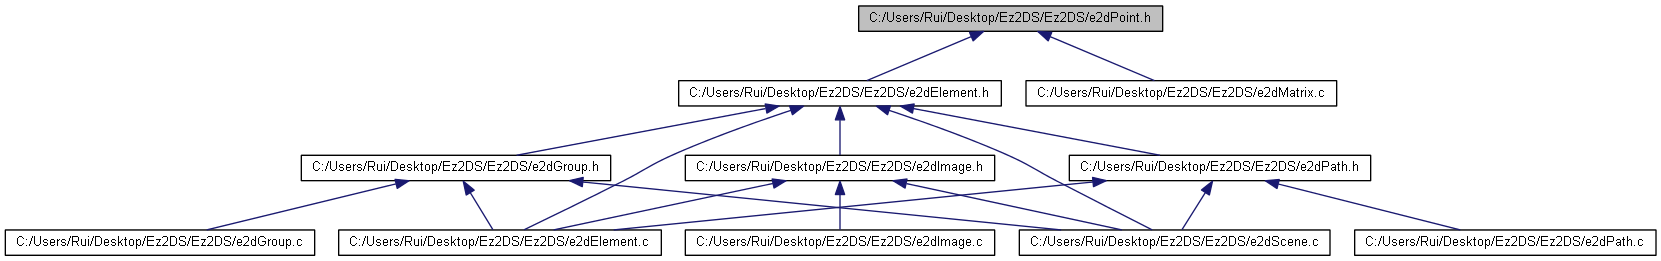 C:/Users/Rui/Desktop/Ez2DS/Ez2DS/e2dPoint.h
C:/Users/Rui/Desktop/Ez2DS/Ez2DS/e2dElement.h
C:/Users/Rui/Desktop/Ez2DS/Ez2DS/e2dMatrix.c
C:/Users/Rui/Desktop/Ez2DS/Ez2DS/e2dGroup.h
C:/Users/Rui/Desktop/Ez2DS/Ez2DS/e2dImage.h
C:/Users/Rui/Desktop/Ez2DS/Ez2DS/e2dPath.h
C:/Users/Rui/Desktop/Ez2DS/Ez2DS/e2dGroup.c
C:/Users/Rui/Desktop/Ez2DS/Ez2DS/e2dElement.c
C:/Users/Rui/Desktop/Ez2DS/Ez2DS/e2dImage.c
C:/Users/Rui/Desktop/Ez2DS/Ez2DS/e2dScene.c
C:/Users/Rui/Desktop/Ez2DS/Ez2DS/e2dPath.c